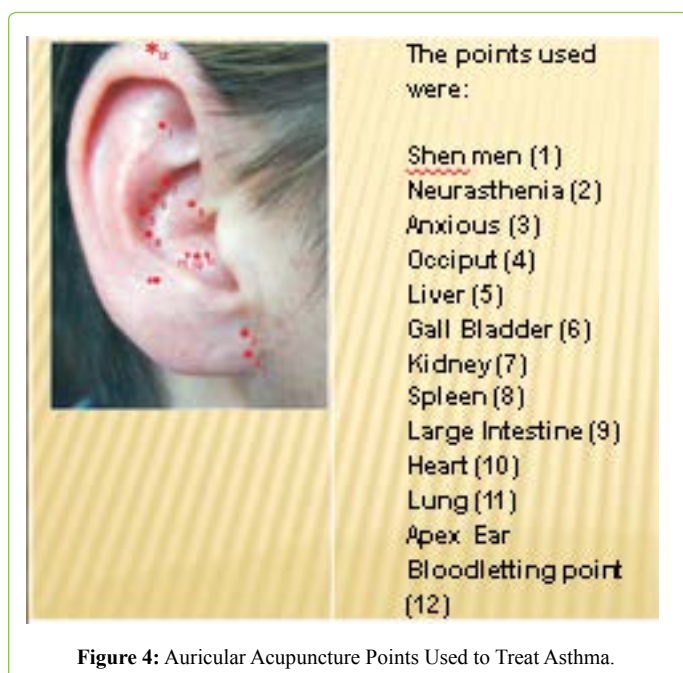 The points used
were:
Shen men (1)
Neurasthenia (2)
Anxious (3)
Occiput (4)
Liver (5)
Gall Bladder (6)
Kidney (7)
Spleen (8)
Large Intestine (9)
Heart (10)
Lung (11)
Apex Ear
Bloodletting point
(12)
Figure 4: Auricular Acupuncture Points Used to Treat Asthma.